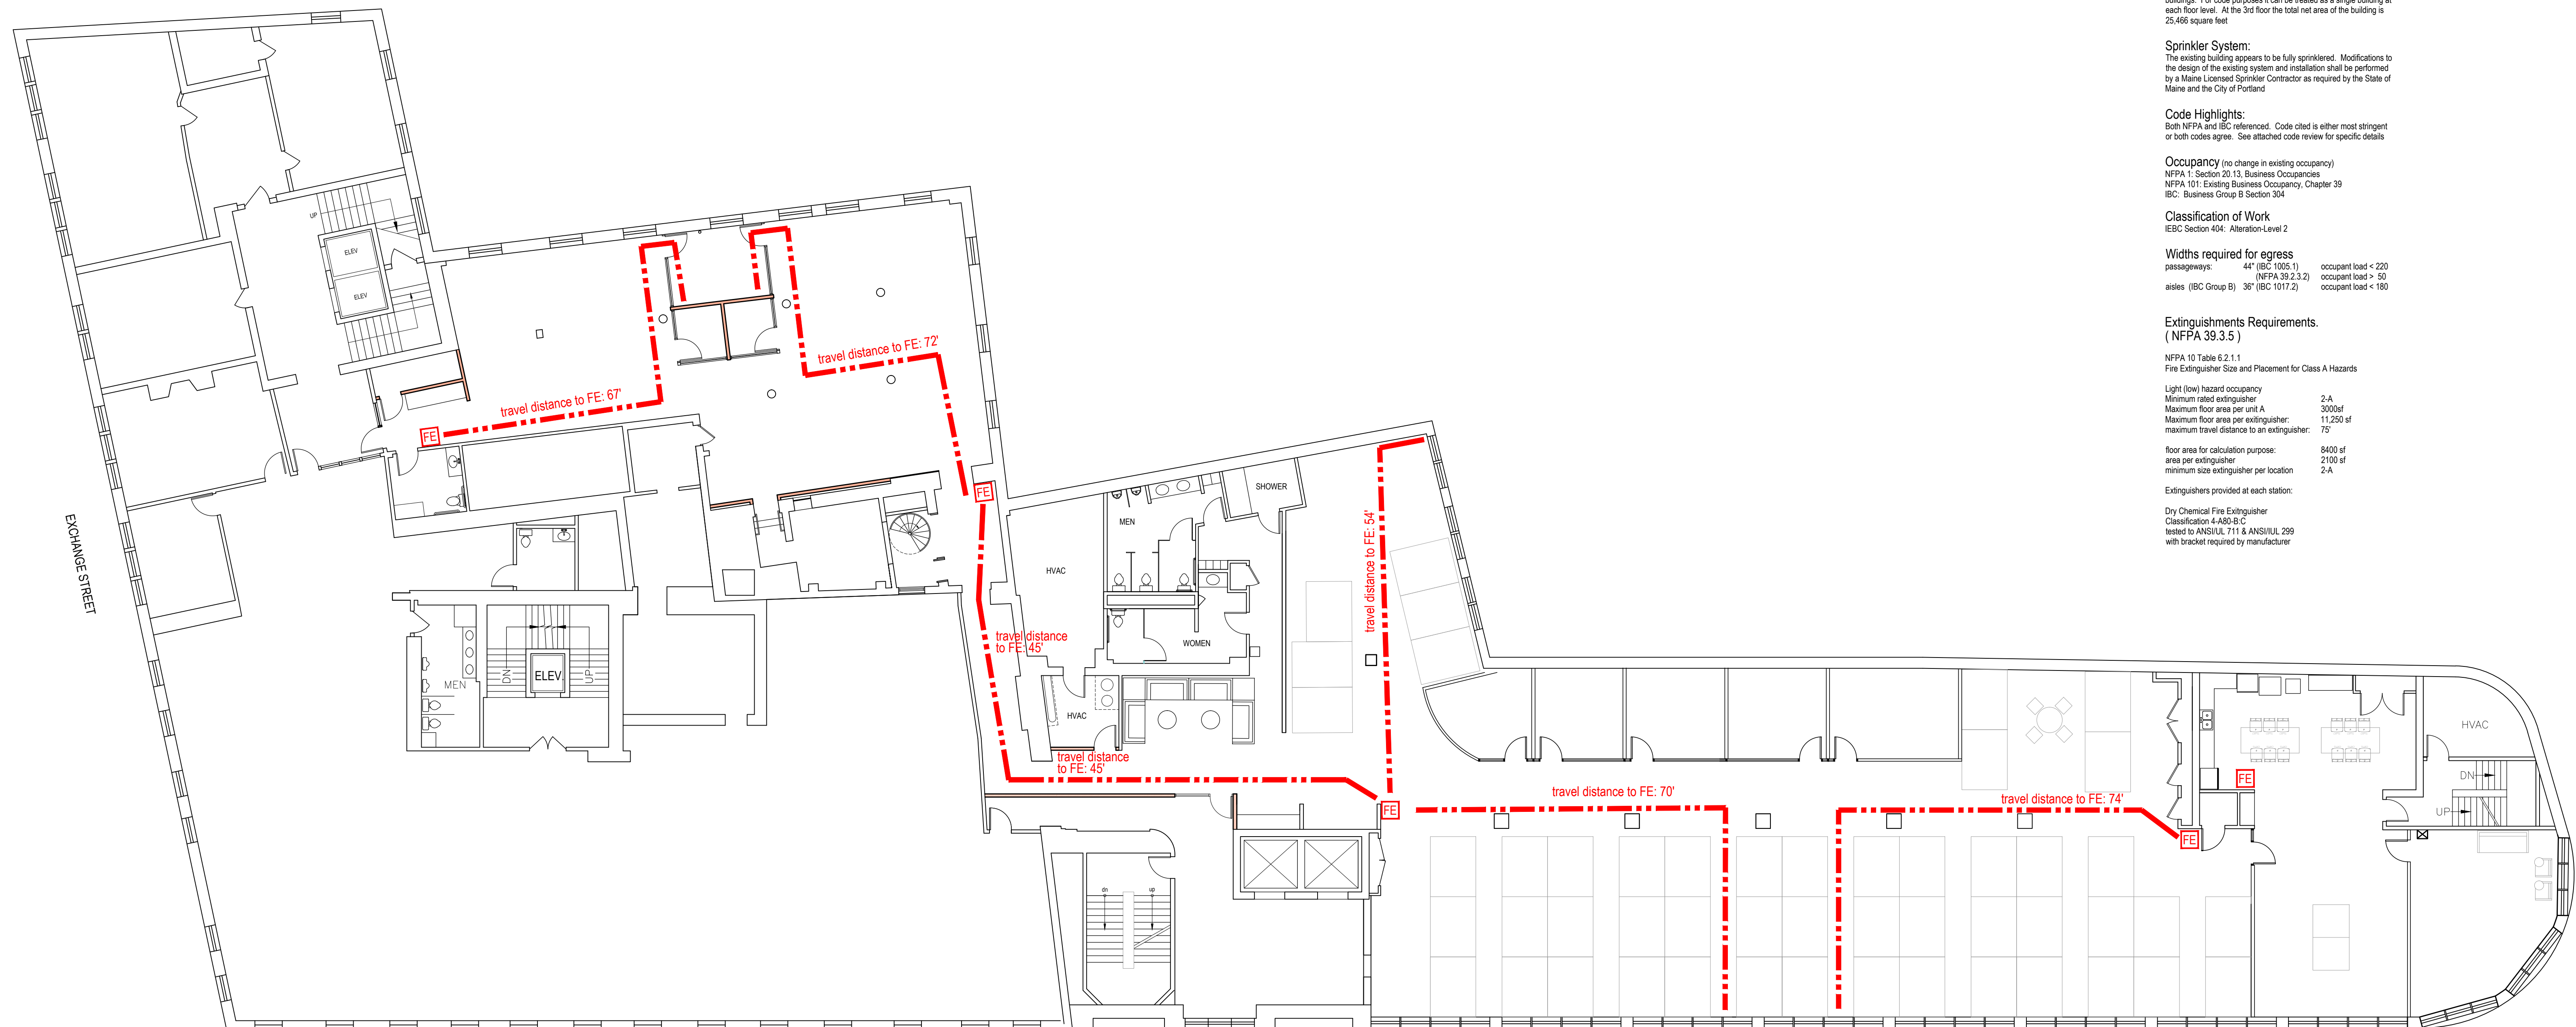 buildings. For code purposes it can be treated as a single building at
each floor level. At the 3rd floor the total net area of the building is
25,466 square feet
Sprinkler System:
The existing building appears to be fully sprinklered. Modifications to
the design of the existing system and installation shall be performed
by a Maine Licensed Sprinkler Contractor as required by the State of
Maine and the City of Portland
Code Highlights:
Both NFPA and IBC referenced. Code cited is either most stringent
or both codes agree. See attached code review for specific details
Occupancy (no change in existing occupancy)
NFPA 1: Section 20.13, Business Occupancies
NFPA 101: Existing Business Occupancy, Chapter 39
IBC: Business Group B Section 304
Classification of Work
IEBC Section 404: Alteration-Level 2
Widths required for egress
passageways: 44" (IBC 1005.1) occupant load < 220
(NFPA 39.2.3.2) occupant load > 50
aisles (IBC Group B) 36" (IBC 1017.2) occupant load < 180
Extinguishments Requirements.
( NFPA 39.3.5 )
NFPA 10 Table 6.2.1.1
Fire Extinguisher Size and Placement for Class A Hazards
Light (low) hazard occupancy
Minimum rated extinguisher 2-A
Maximum floor area per unit A 3000sf
Maximum floor area per exitinguisher: 11,250 sf
maximum travel distance to an extinguisher: 75'
floor area for calculation purpose: 8400 sf
area per extinguisher 2100 sf
minimum size extinguisher per location 2-A
Extinguishers provided at each station:
Dry Chemical Fire Exitnguisher
Classification 4-A80-B:C
tested to ANSI/UL 711 & ANSI/IUL 299
with bracket required by manufacturer
UP
ELEV
ELEV
travel distance to FE: 67'
FE
travel distance to FE: 72'
FE
EXCHANGE STREET
MEN
DN
ELEV
UP
HVAC
MEN
SHOWER
WOMEN
HVAC
travel distance
to FE: 45'
travel distance
to FE: 45'
travel distance to FE: 54'
FE
dn
up
travel distance to FE: 70'
travel distance to FE: 74'
FE
FE
HVAC
DN
UP